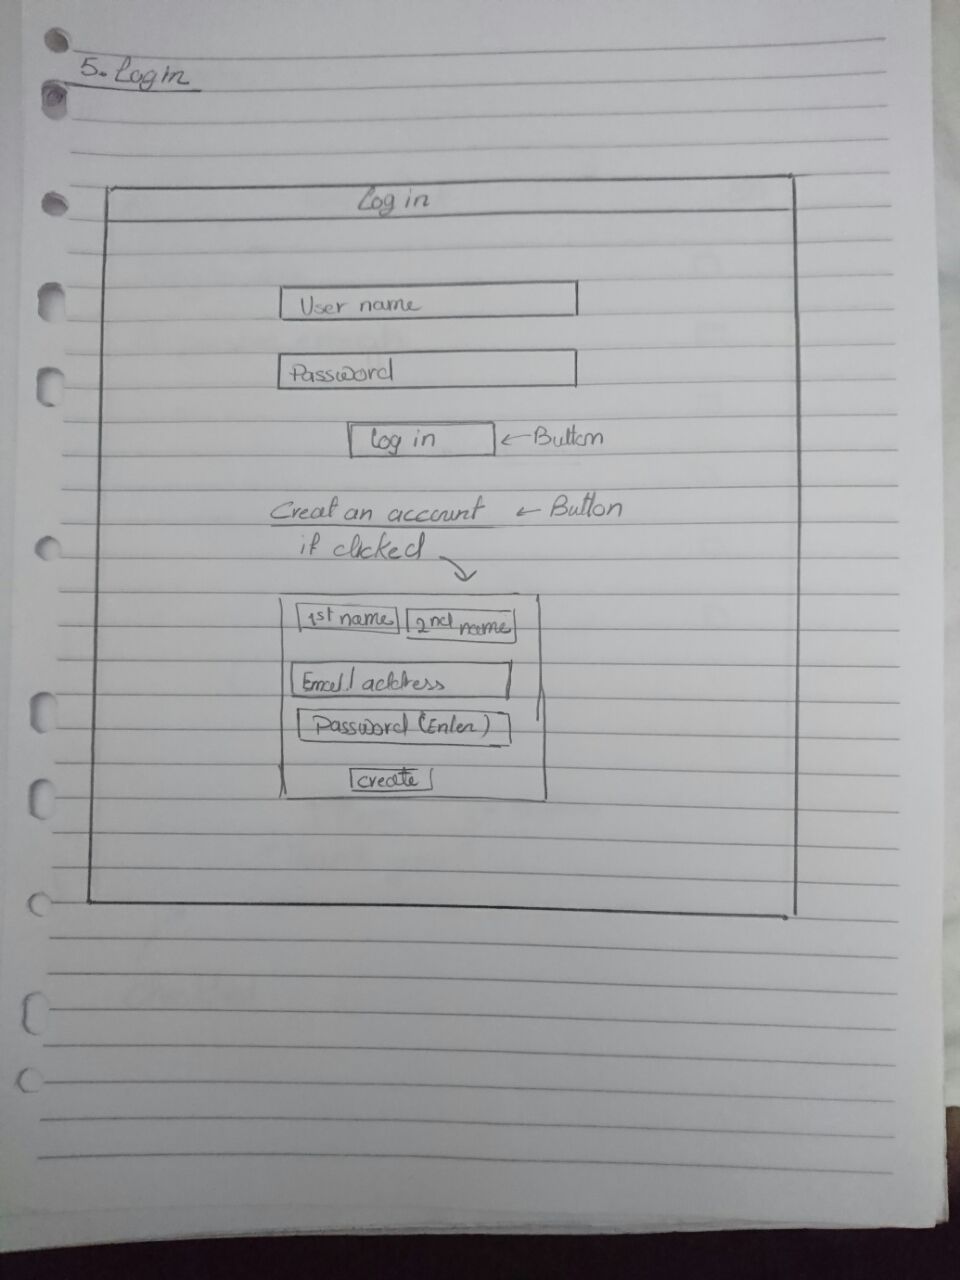 5. Login
Log in
User name
Password
Log in ← Button
Creat an account ← Button
if clicked
1st name 2nd name
Email address
Password (Enter)
create